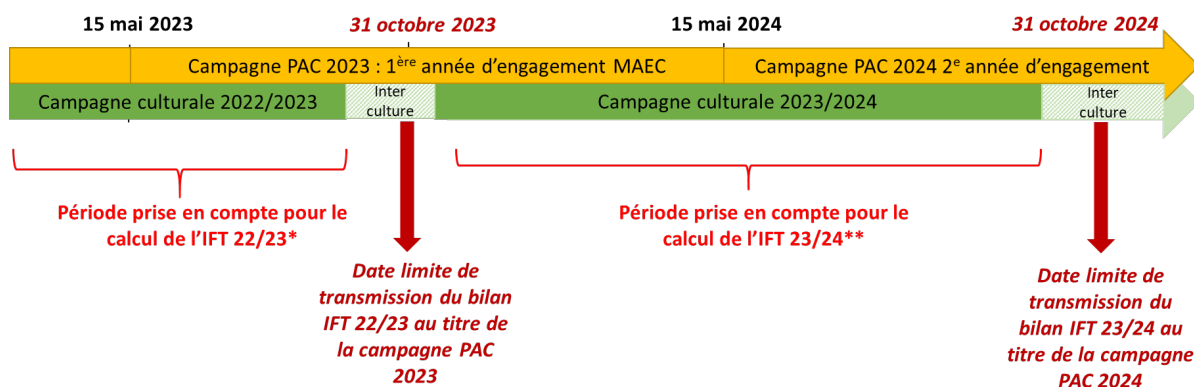 15 mai 2023
31 octobre 2023
15 mai 2024
31 octobre 2024
Campagne PAC 2023 : 1ère année d'engagement MAEC
Campagne PAC 2024 2e année d'engagement
Campagne culturale 2022/2023
Inter
culture
Campagne culturale 2023/2024
Inter
culture
Période prise en compte pour le
calcul de l'IFT 22/23*
Période prise en compte pour le
calcul de l'IFT 23/24**
Date limite de
transmission du bilan
IFT 22/23 au titre de
la campagne PAC
2023
Date limite de
transmission du
bilan IFT 23/24 au
titre de la campagne
PAC 2024